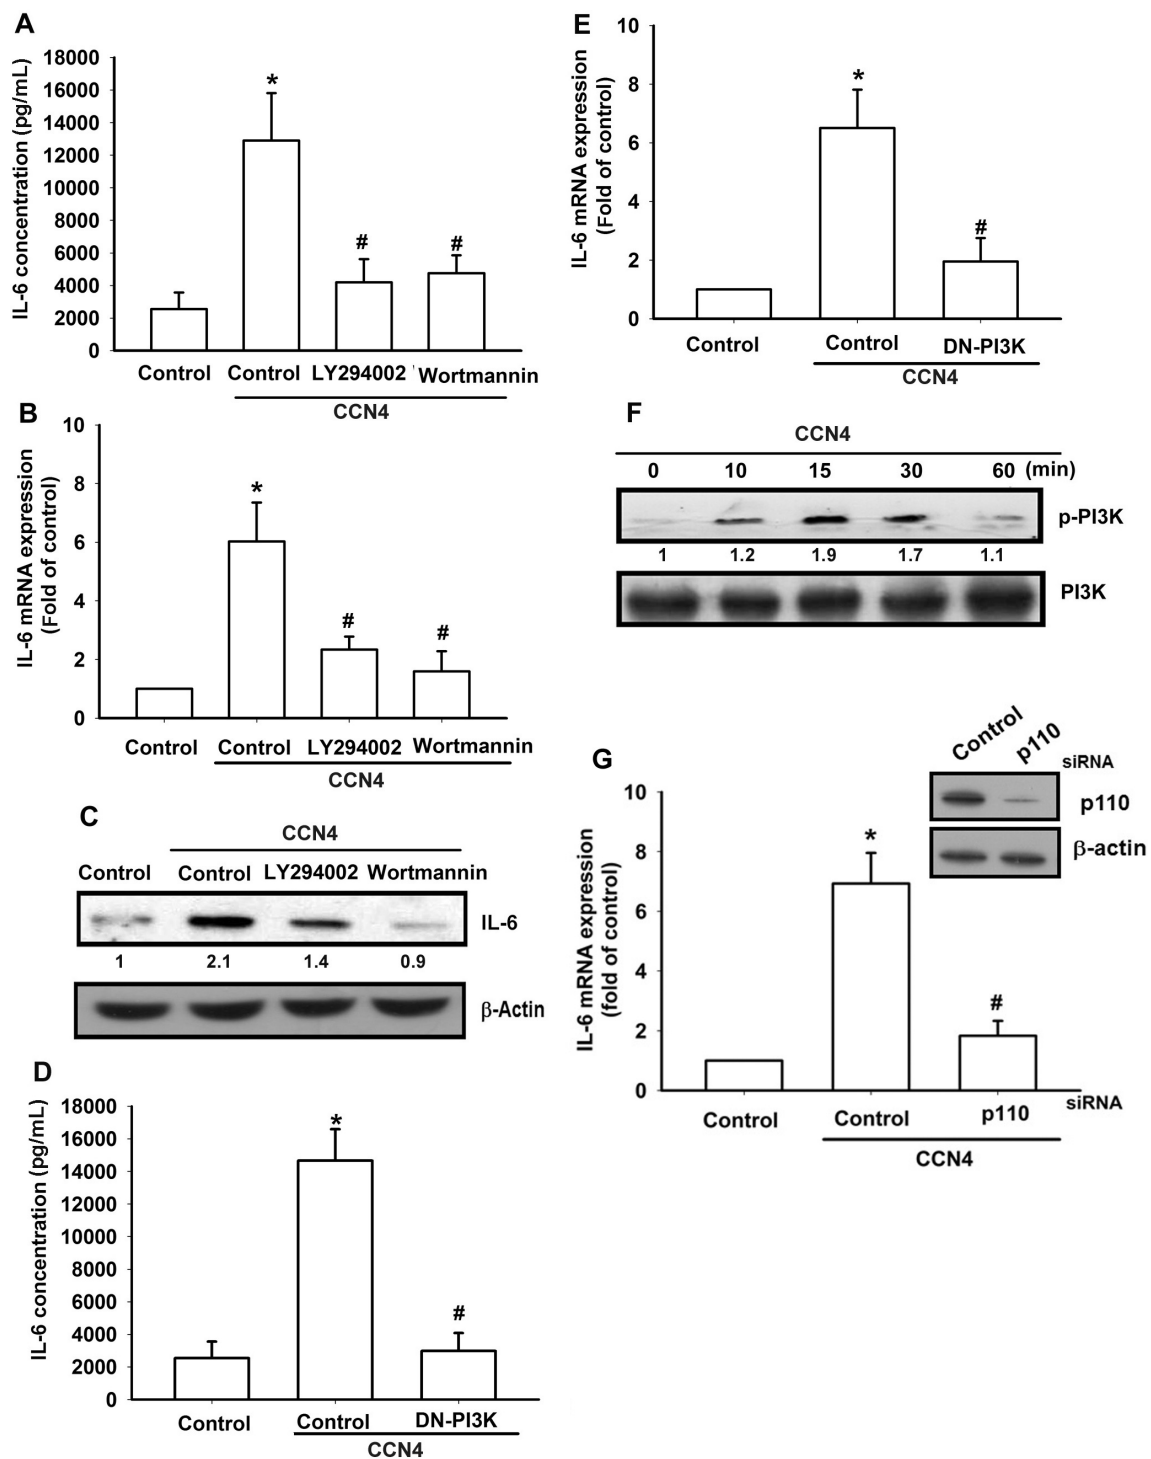 A
IL-6 concentration (pg/mL)
18000
16000
14000
12000
10000
8000
6000
4000
2000
0
*
#
#
Control Control LY294002 Wortmannin
CCN4
B
IL-6 mRNA expression
(Fold of control)
10
8
6
4
2
0
*
#
#
Control Control LY294002 Wortmannin
CCN4
C
CCN4
Control Control LY294002 Wortmannin
IL-6
1 2.1 1.4 0.9
β-Actin
D
IL-6 concentration (pg/mL)
18000
16000
14000
12000
10000
8000
6000
4000
2000
0
*
#
Control Control DN-PI3K
CCN4
E
IL-6 mRNA expression
(Fold of control)
10
8
6
4
2
0
*
#
Control Control DN-PI3K
CCN4
F
CCN4
0 10 15 30 60 (min)
p-PI3K
1 1.2 1.9 1.7 1.1
PI3K
G
Control p110 siRNA
p110
β-actin
IL-6 mRNA expression
(fold of control)
10
8
6
4
2
0
*
#
Control Control p110 siRNA
CCN4